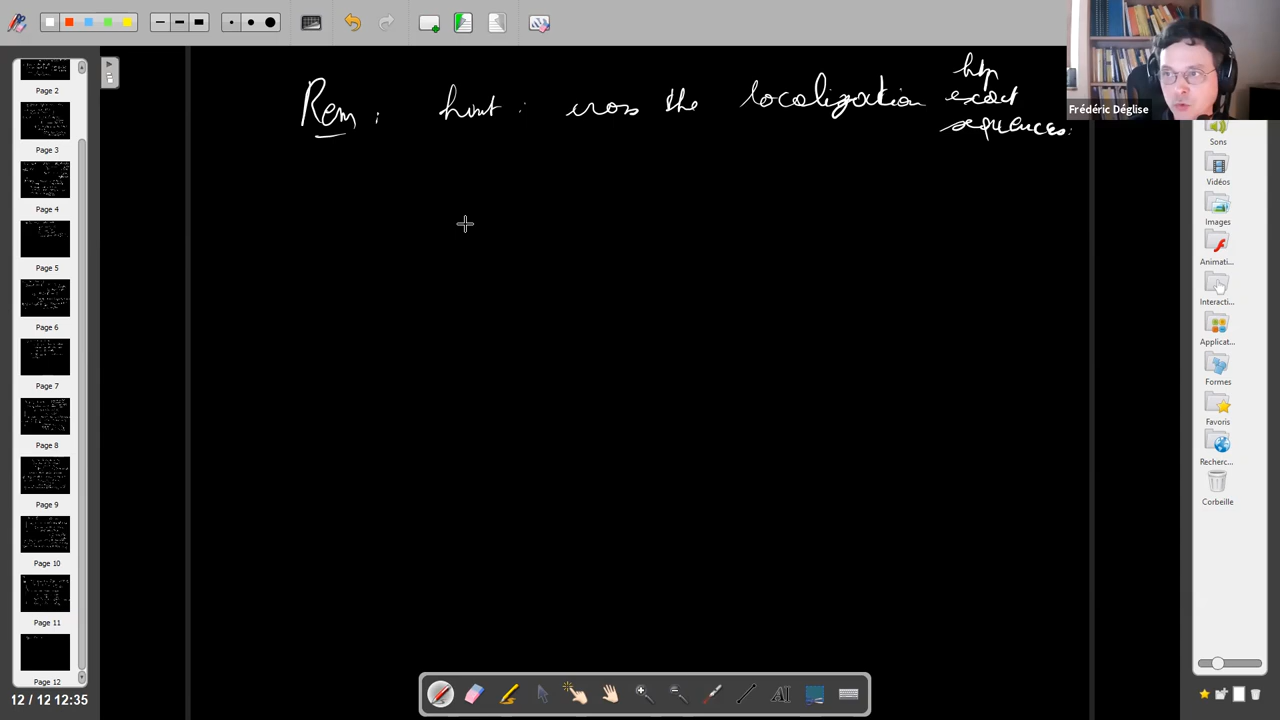 htp
Rem : hint : cross the localization exact
sequences.
Frédéric Déglise
Page 2
Page 3
Page 4
Page 5
Page 6
Page 7
Page 8
Page 9
Page 10
Page 11
Page 12
12 / 12 12:35
Sons
Vidéos
Images
Animati...
Interacti...
Applicat...
Formes
Favoris
Recherc...
Corbeille
AI